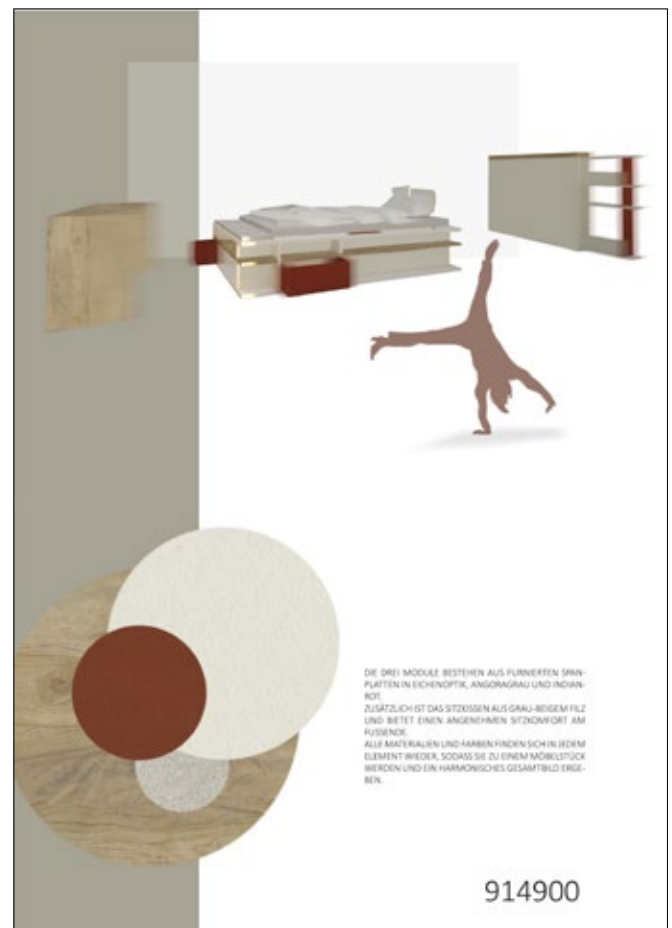 DIE DREI MODULE BESTEHEN AUS FURNIERTEN SPAN-
PLATTEN IN EICHENOPTIK, ANGORAGRAU UND INDIAN-
ROT.
ZUSÄTZLICH IST DAS SITZKISSEN AUS GRAU-BEIGEM FILZ
UND BIETET EINEN ANGENEHMEN SITZKOMFORT AM
FUSSENDE.
ALLE MATERIALIEN UND FARBEN FINDEN SICH IN JEDEM
ELEMENT WIEDER, SODASS SIE ZU EINEM MÖBELSTÜCK
WERDEN UND EIN HARMONISCHES GESAMTBILD ERGE-
BEN.
914900